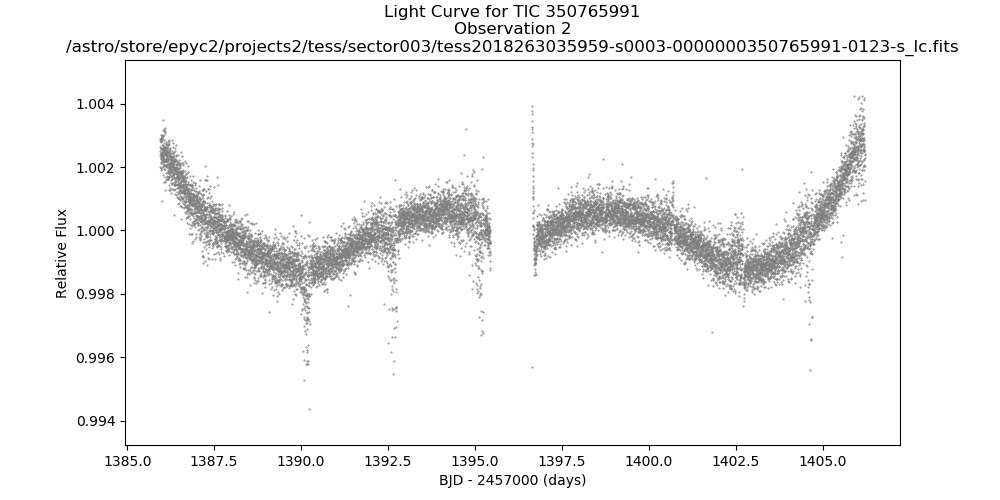 Light Curve for TIC 350765991
Observation 2
/astro/store/epyc2/projects2/tess/sector003/tess2018263035959-s0003-0000000350765991-0123-s_lc.fits
1.004
1.002
1.000
0.998
0.996
0.994
Relative Flux
1385.0 1387.5 1390.0 1392.5 1395.0 1397.5 1400.0 1402.5 1405.0
BJD - 2457000 (days)